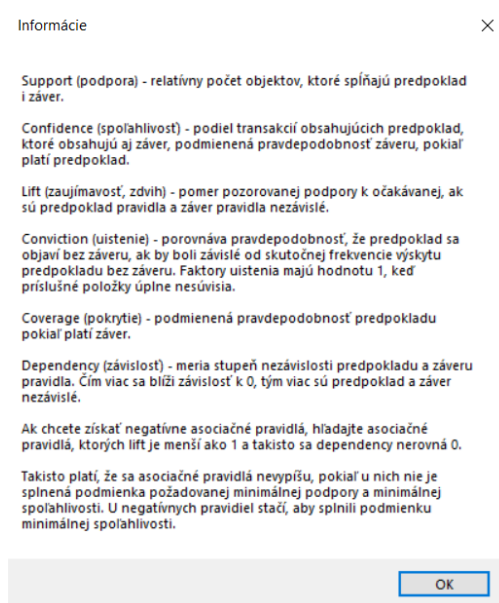 Informácie
Support (podpora) - relatívny počet objektov, ktoré spĺňajú predpoklad
i záver.
Confidence (spoľahlivosť) - podiel transakcií obsahujúcich predpoklad,
ktoré obsahujú aj záver, podmienená pravdepodobnosť záveru, pokiaľ
platí predpoklad.
Lift (zaujímavosť, zdvih) - pomer pozorovanej podpory k očakávanej, ak
sú predpoklad pravidla a záver pravidla nezávislé.
Conviction (uistenie) - porovnáva pravdepodobnosť, že predpoklad sa
objaví bez záveru, ak by boli závislé od skutočnej frekvencie výskytu
predpokladu bez záveru. Faktory uistenia majú hodnotu 1, keď
príslušné položky úplne nesúvisia.
Coverage (pokrytie) - podmienená pravdepodobnosť predpokladu
pokiaľ platí záver.
Dependency (závislosť) - meria stupeň nezávislosti predpokladu a záveru
pravidla. Čím viac sa blíži závislosť k 0, tým viac sú predpoklad a záver
nezávislé.
Ak chcete získať negatívne asociačné pravidlá, hľadajte asociačné
pravidlá, ktorých lift je menší ako 1 a takisto sa dependency nerovná 0.
Takisto platí, že sa asociačné pravidlá nevypíšu, pokiaľ u nich nie je
splnená podmienka požadovanej minimálnej podpory a minimálnej
spoľahlivosti. U negatívnych pravidiel stačí, aby splnili podmienku
minimálnej spoľahlivosti.
OK